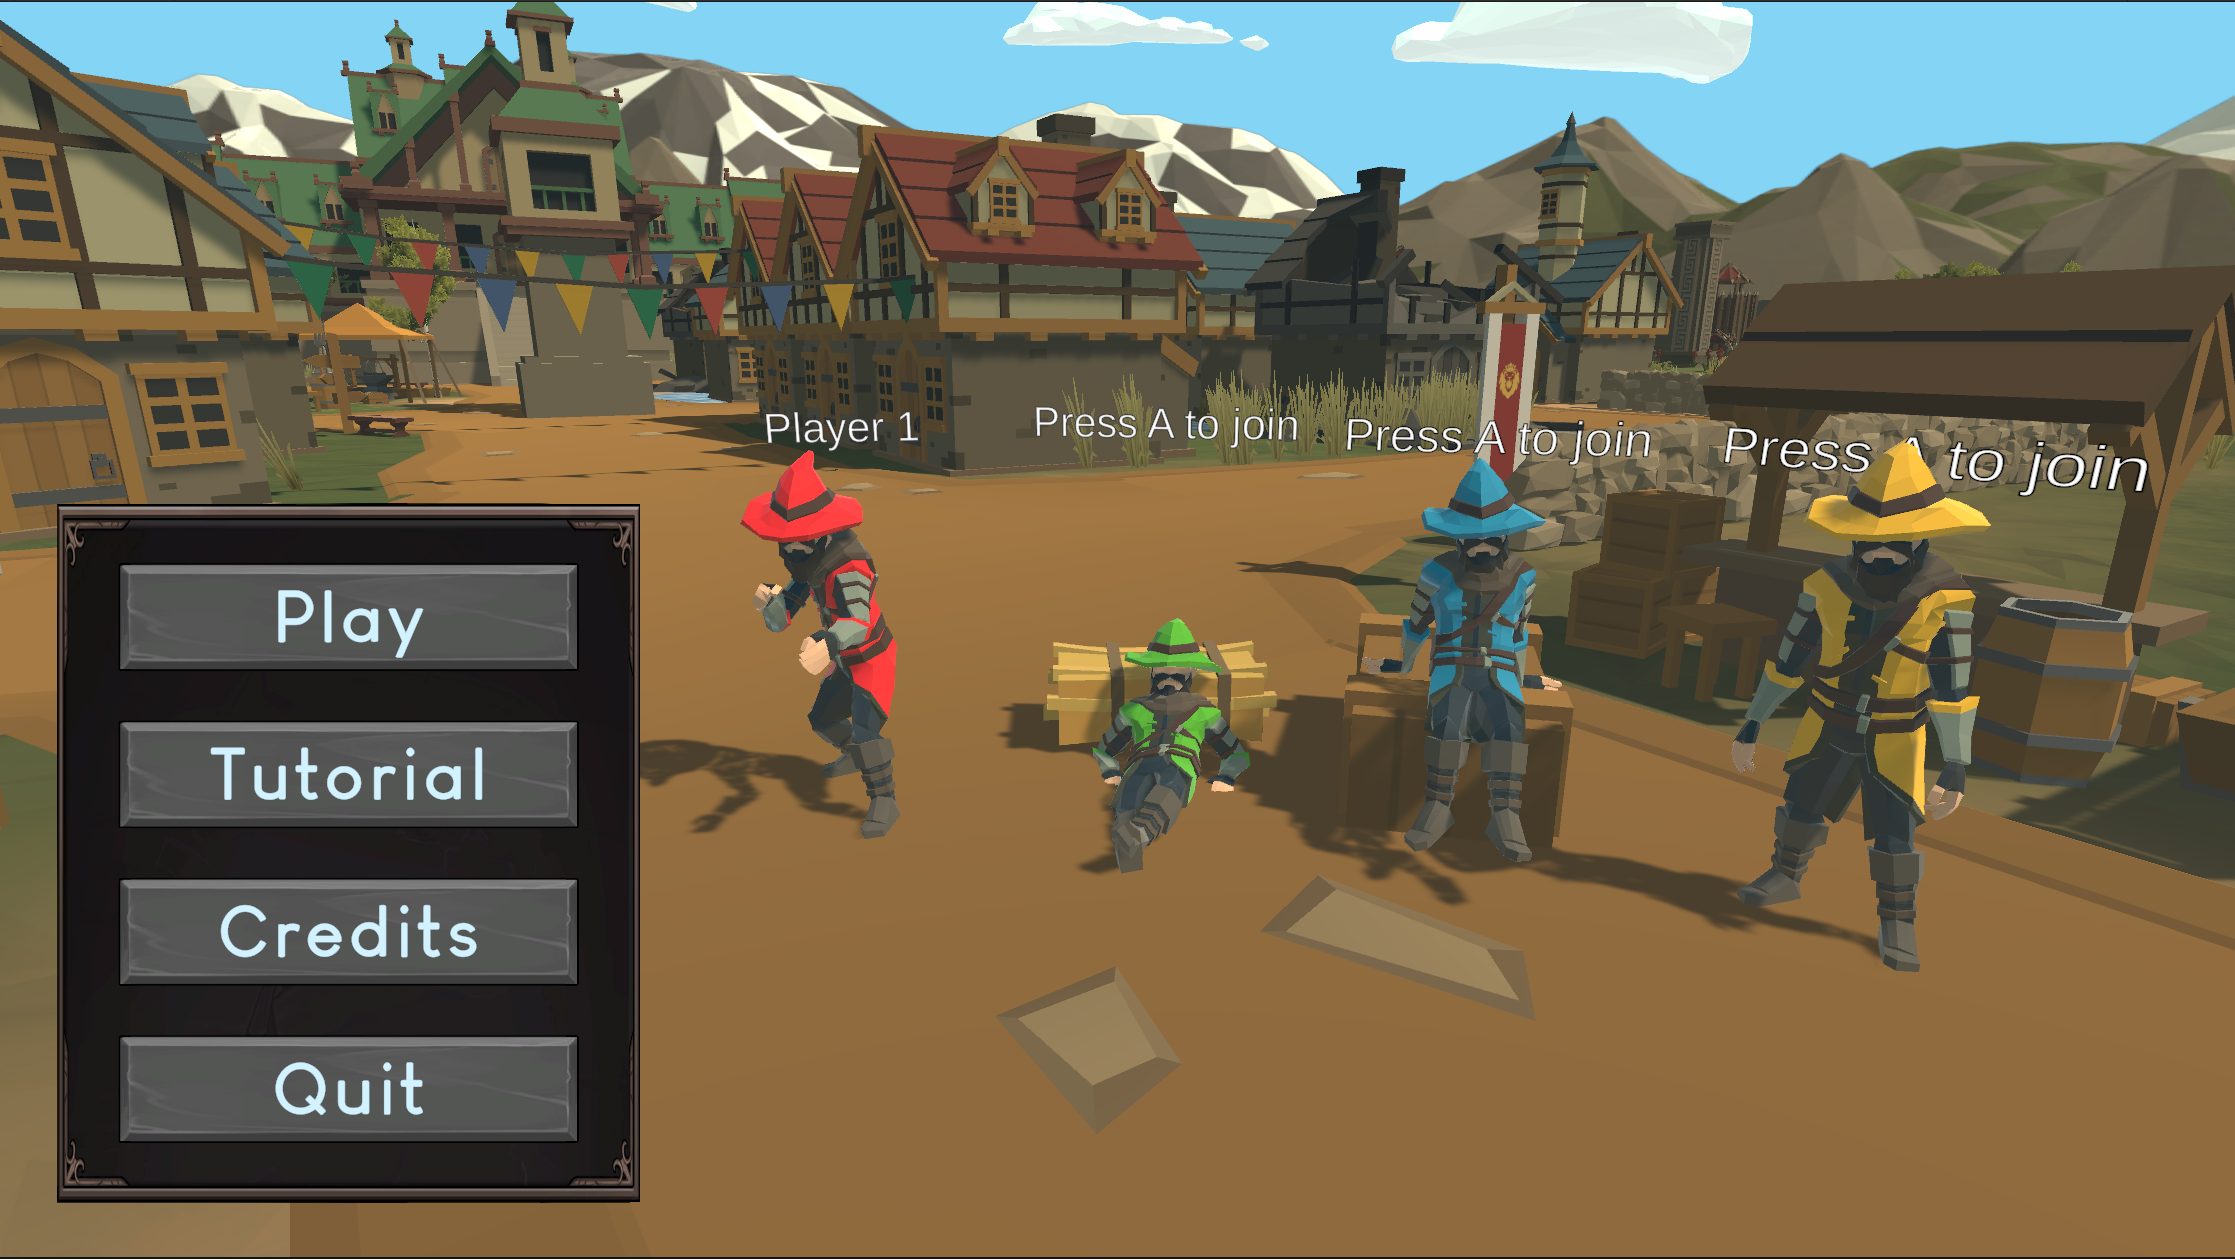 Player 1
Press A to join
Press A to join
Press A to join
Play
Tutorial
Credits
Quit